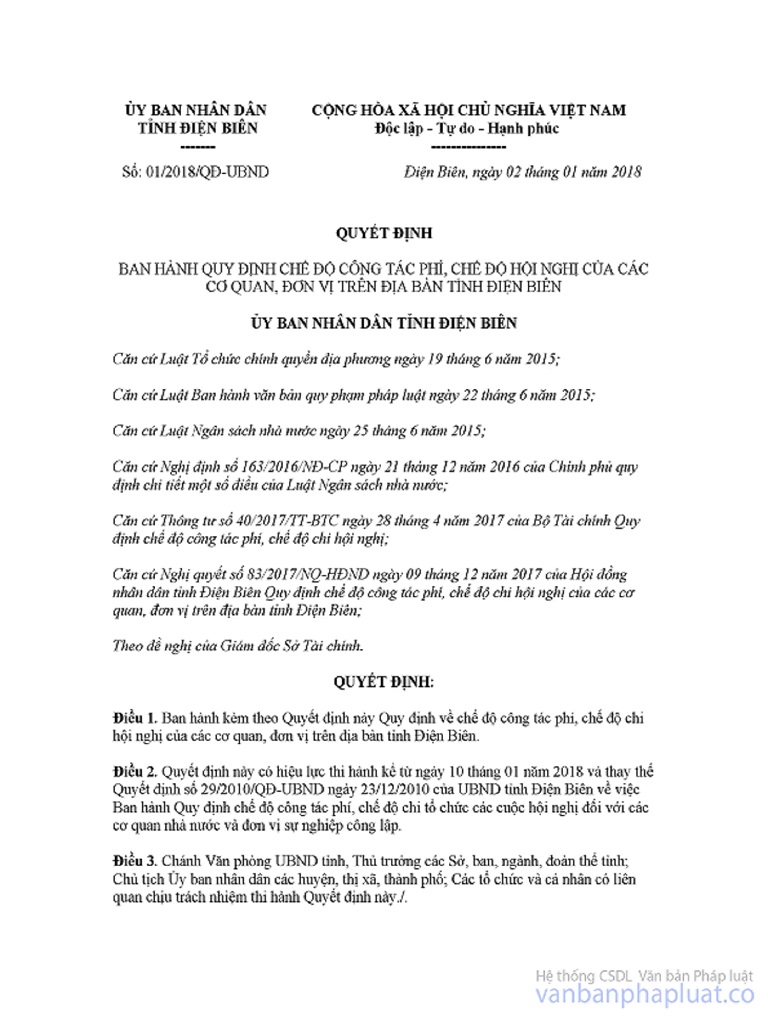 ỦY BAN NHÂN DÂN
TỈNH ĐIỆN BIÊN
-------
CỘNG HÒA XÃ HỘI CHỦ NGHĨA VIỆT NAM
Độc lập - Tự do - Hạnh phúc
---------------
Số: 01/2018/QĐ-UBND
Điện Biên, ngày 02 tháng 01 năm 2018
QUYẾT ĐỊNH
BAN HÀNH QUY ĐỊNH CHẾ ĐỘ CÔNG TÁC PHÍ, CHẾ ĐỘ HỘI NGHỊ CỦA CÁC
CƠ QUAN, ĐƠN VỊ TRÊN ĐỊA BÀN TỈNH ĐIỆN BIÊN
ỦY BAN NHÂN DÂN TỈNH ĐIỆN BIÊN
Căn cứ Luật Tổ chức chính quyền địa phương ngày 19 tháng 6 năm 2015;
Căn cứ Luật Ban hành văn bản quy phạm pháp luật ngày 22 tháng 6 năm 2015;
Căn cứ Luật Ngân sách nhà nước ngày 25 tháng 6 năm 2015;
Căn cứ Nghị định số 163/2016/NĐ-CP ngày 21 tháng 12 năm 2016 của Chính phủ quy
định chi tiết một số điều của Luật Ngân sách nhà nước;
Căn cứ Thông tư số 40/2017/TT-BTC ngày 28 tháng 4 năm 2017 của Bộ Tài chính Quy
định chế độ công tác phí, chế độ chi hội nghị;
Căn cứ Nghị quyết số 83/2017/NQ-HĐND ngày 09 tháng 12 năm 2017 của Hội đồng
nhân dân tỉnh Điện Biên Quy định chế độ công tác phí, chế độ chi hội nghị của các cơ
quan, đơn vị trên địa bàn tỉnh Điện Biên;
Theo đề nghị của Giám đốc Sở Tài chính.
QUYẾT ĐỊNH:
Điều 1. Ban hành kèm theo Quyết định này Quy định về chế độ công tác phí, chế độ chi
hội nghị của các cơ quan, đơn vị trên địa bàn tỉnh Điện Biên.
Điều 2. Quyết định này có hiệu lực thi hành kể từ ngày 10 tháng 01 năm 2018 và thay thế
Quyết định số 29/2010/QĐ-UBND ngày 23/12/2010 của UBND tỉnh Điện Biên về việc
Ban hành Quy định chế độ công tác phí, chế độ chi tổ chức các cuộc hội nghị đối với các
cơ quan nhà nước và đơn vị sự nghiệp công lập.
Điều 3. Chánh Văn phòng UBND tỉnh, Thủ trưởng các Sở, ban, ngành, đoàn thể tỉnh;
Chủ tịch Ủy ban nhân dân các huyện, thị xã, thành phố; Các tổ chức và cá nhân có liên
quan chịu trách nhiệm thi hành Quyết định này./.
Hệ thống CSDL Văn bản Pháp luật
vanbanphapluat.co